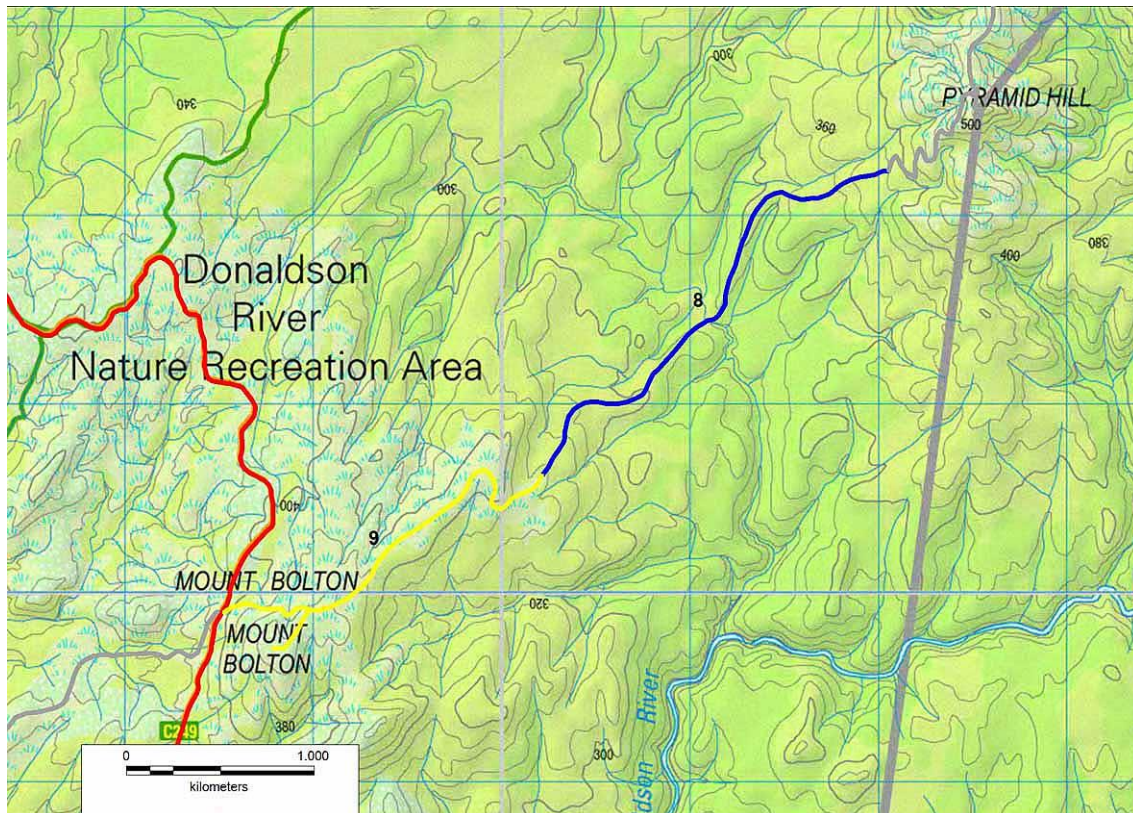 300
340
PYRAMID HILL
500
360
300
380
400
Donaldson
River
Nature Recreation Area
8
400
9
MOUNT BOLTON
320
MOUNT
BOLTON
River
dson
380
C249
300
0
1.000
kilometers